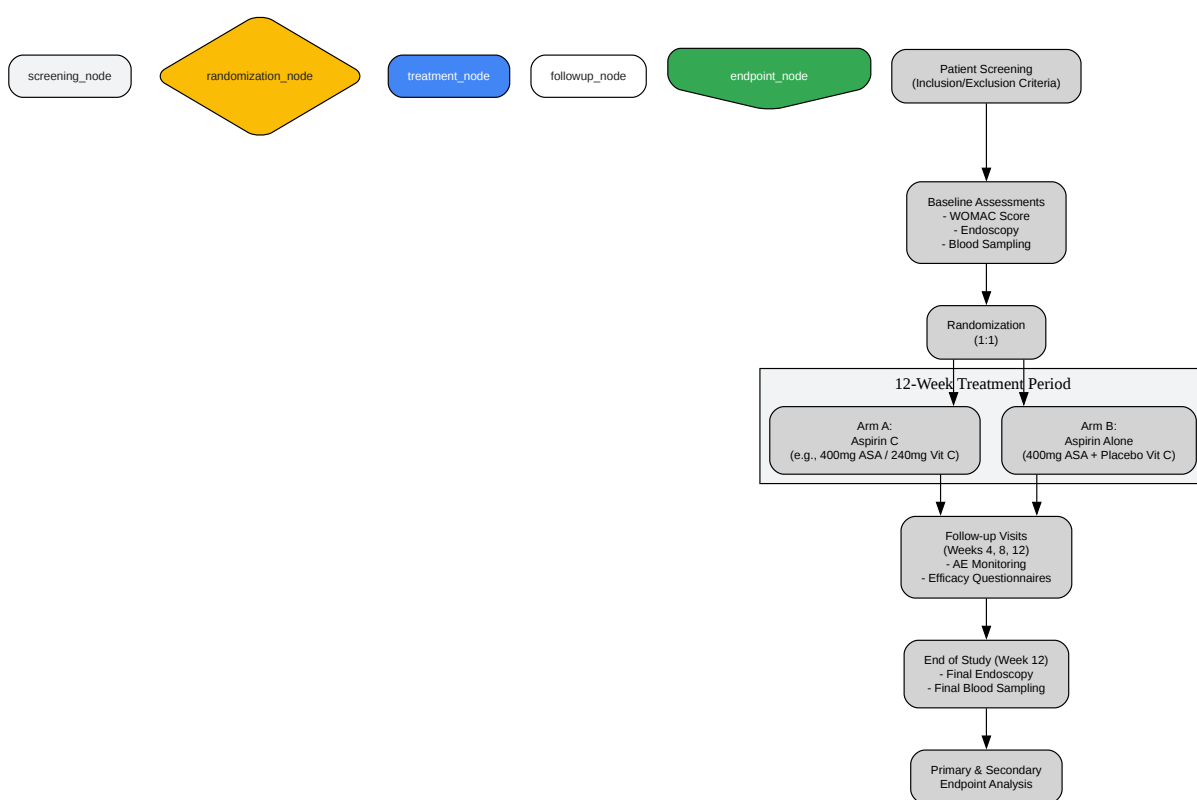 screening_node
randomization_node
treatment_node
followup_node
endpoint_node
Patient Screening
(Inclusion/Exclusion Criteria)
Baseline Assessments
- WOMAC Score
- Endoscopy
- Blood Sampling
Randomization
(1:1)
12-Week Treatment Period
Arm A:
Aspirin C
(e.g., 400mg ASA / 240mg Vit C)
Arm B:
Aspirin Alone
(400mg ASA + Placebo Vit C)
Follow-up Visits
(Weeks 4, 8, 12)
- AE Monitoring
- Efficacy Questionnaires
End of Study (Week 12)
- Final Endoscopy
- Final Blood Sampling
Primary & Secondary
Endpoint Analysis